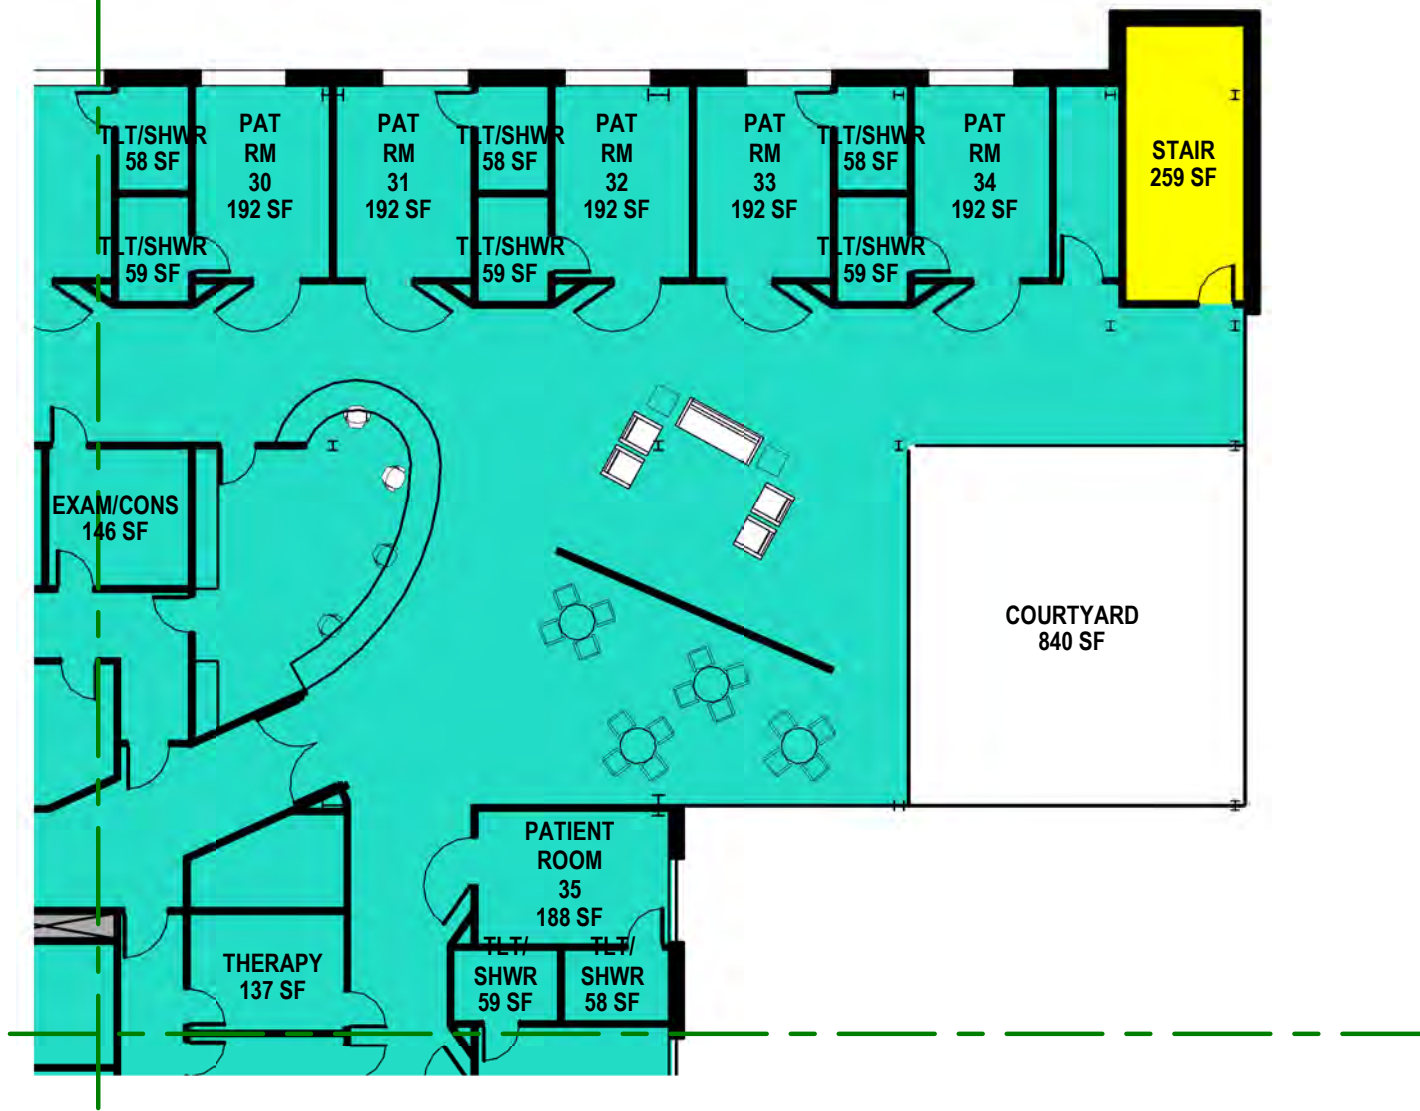 TLT/SHWR
58 SF
PAT
RM
30
192 SF
PAT
RM
31
192 SF
TLT/SHWR
58 SF
PAT
RM
32
192 SF
PAT
RM
33
192 SF
TLT/SHWR
58 SF
PAT
RM
34
192 SF
STAIR
259 SF
TLT/SHWR
59 SF
TLT/SHWR
59 SF
TLT/SHWR
59 SF
EXAM/CONS
146 SF
COURTYARD
840 SF
PATIENT
ROOM
35
188 SF
THERAPY
137 SF
TLT/
SHWR
59 SF
TLT/
SHWR
58 SF